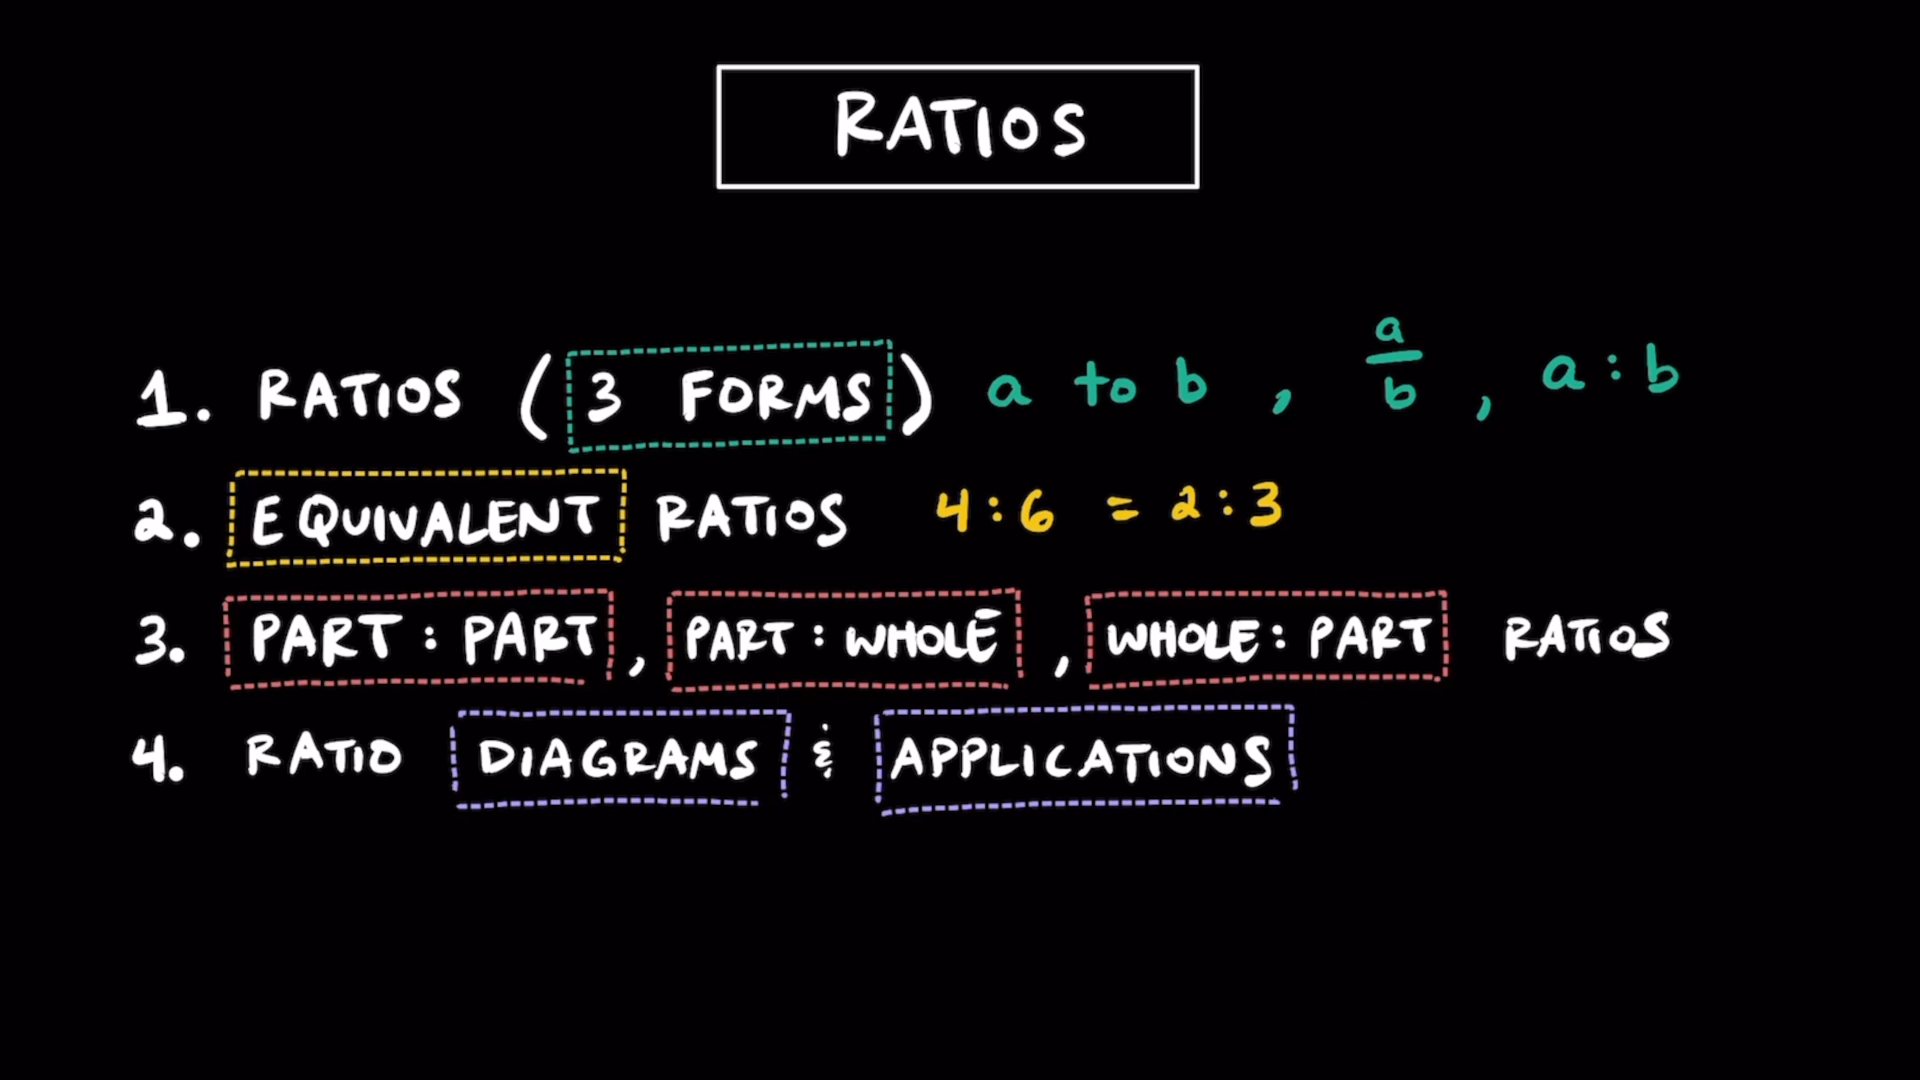 RATIOS
1. RATIOS (3 FORMS) a to b, a/b, a:b
2. EQUIVALENT RATIOS 4:6 = 2:3
3. PART : PART, PART : WHOLE, WHOLE : PART RATIOS
4. RATIO DIAGRAMS & APPLICATIONS